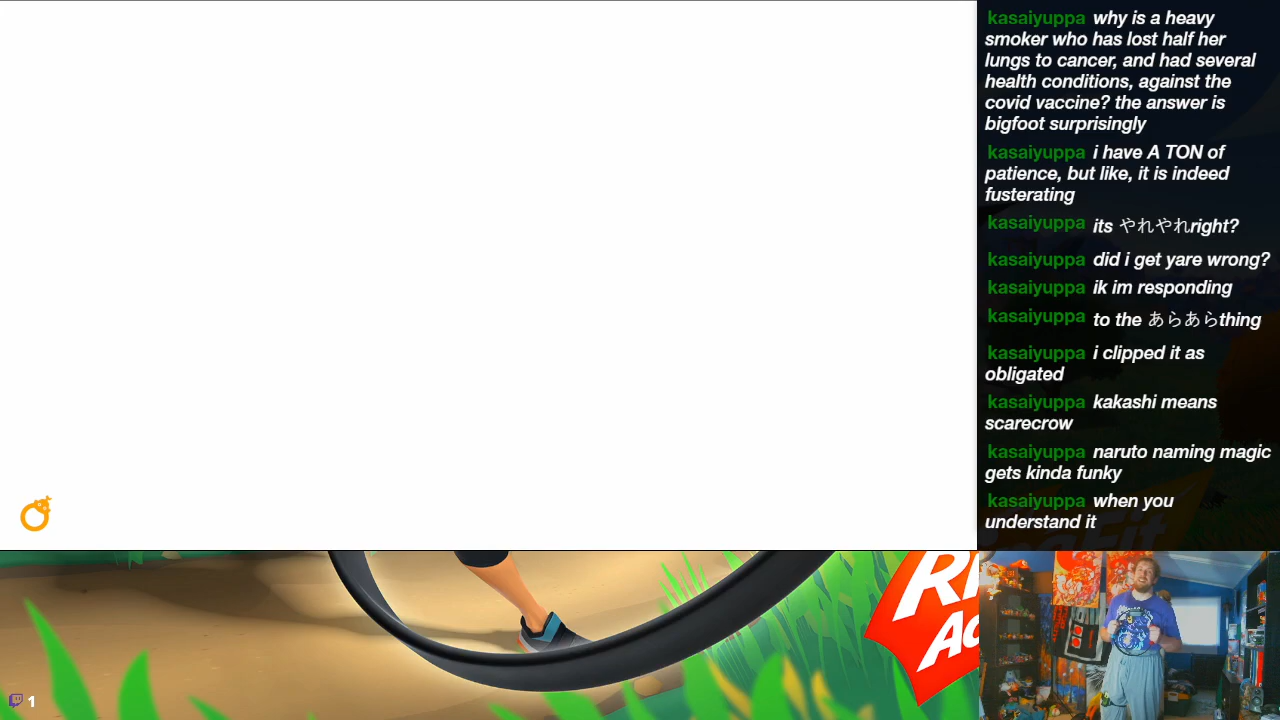 kasaiyuppa why is a heavy
smoker who has lost half her
lungs to cancer, and had several
health conditions, against the
covid vaccine? the answer is
bigfoot surprisingly
kasaiyuppa i have A TON of
patience, but like, it is indeed
fusterating
kasaiyuppa its やれやれright?
kasaiyuppa did i get yare wrong?
kasaiyuppa ik im responding
kasaiyuppa to the あらあらthing
kasaiyuppa i clipped it as
obligated
kasaiyuppa kakashi means
scarecrow
kasaiyuppa naruto naming magic
gets kinda funky
kasaiyuppa when you
understand it
1